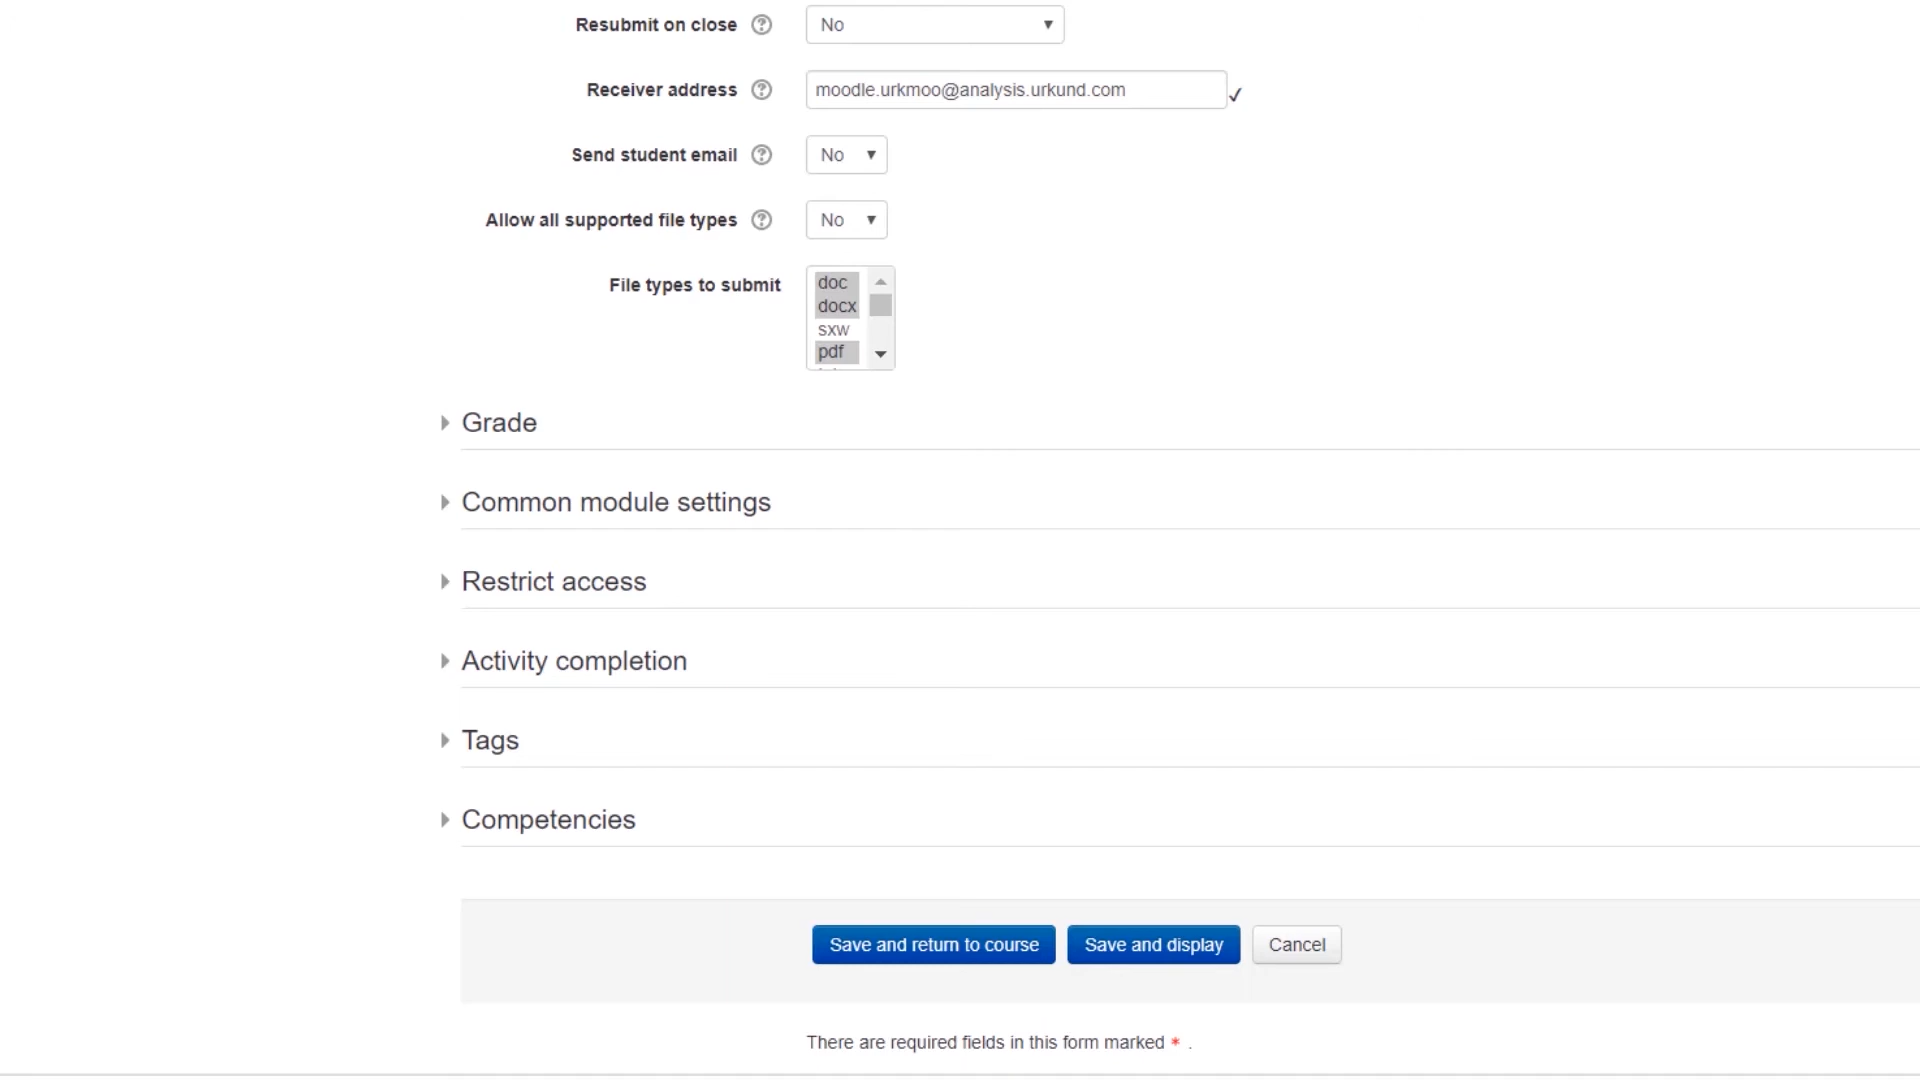 Resubmit on close ? No
Receiver address ? moodle.urkmoo@analysis.urkund.com
Send student email ? No
Allow all supported file types ? No
File types to submit
doc
docx
sxw
pdf
Grade
Common module settings
Restrict access
Activity completion
Tags
Competencies
Save and return to course Save and display Cancel
There are required fields in this form marked * .